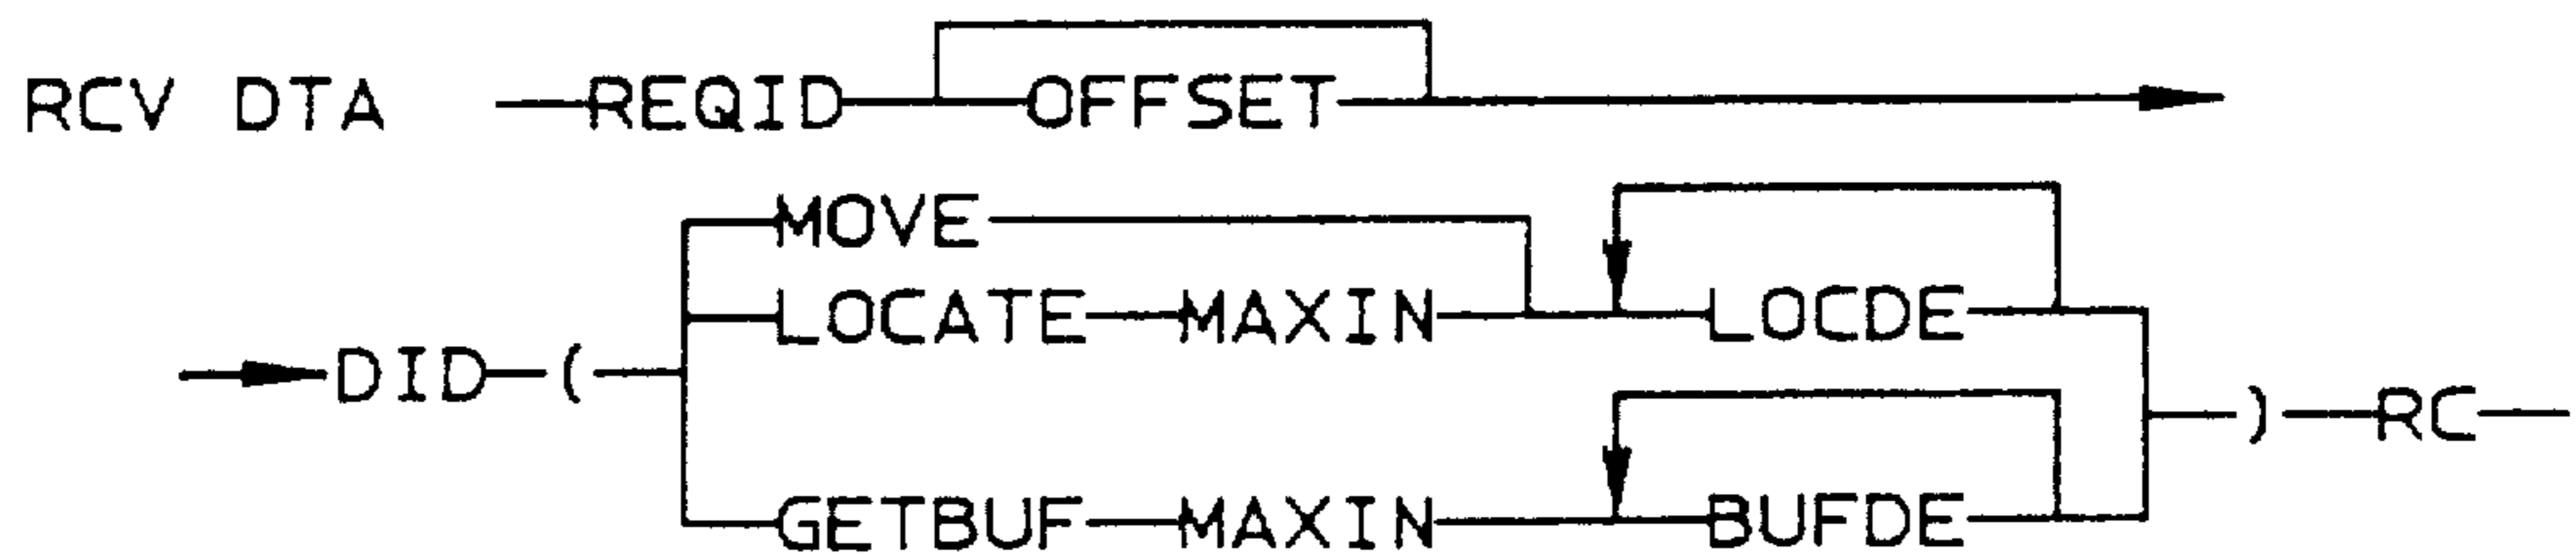 RCV DTA REQID OFFSET
MOVE
LOCATE MAXIN LOCDE
DID (
) RC
GETBUF MAXIN BUFDE